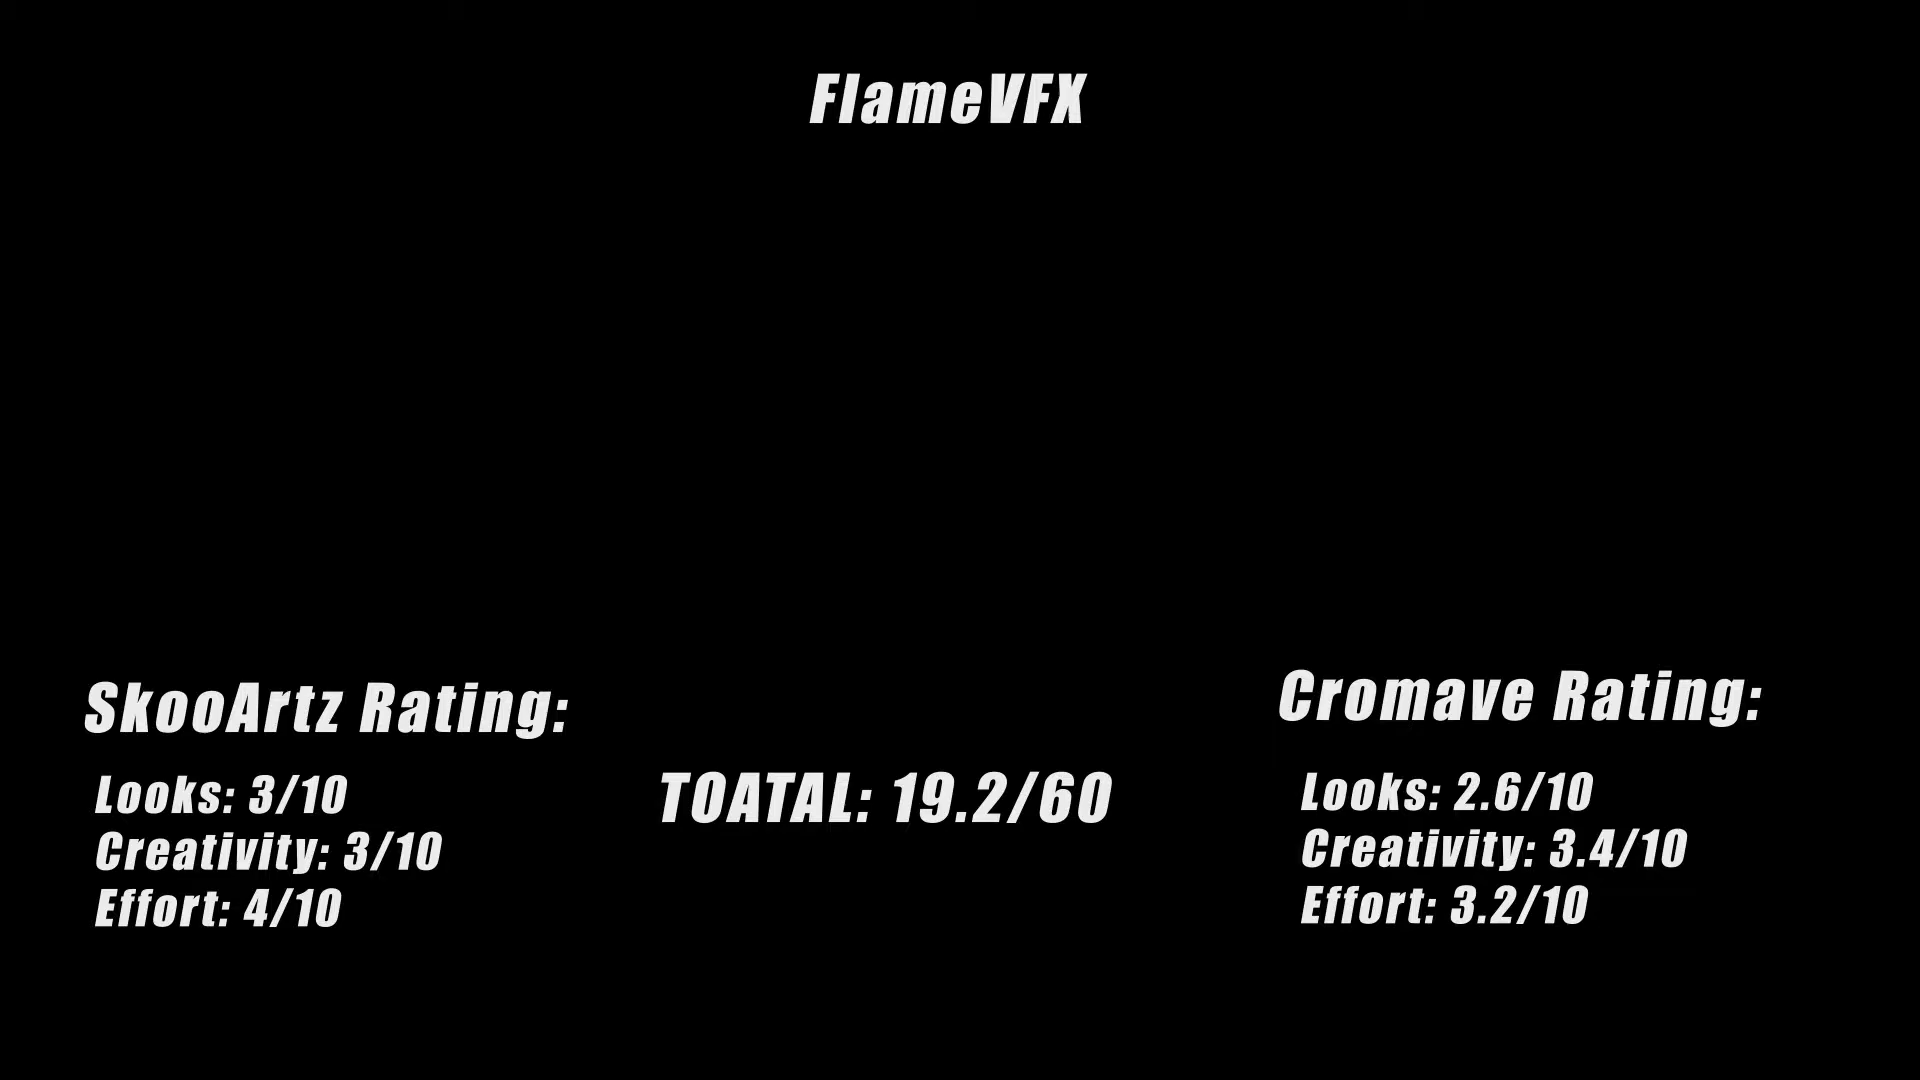 FlameVFX
SkooArtz Rating:
Looks: 3/10
Creativity: 3/10
Effort: 4/10
TOATAL: 19.2/60
Cromave Rating:
Looks: 2.6/10
Creativity: 3.4/10
Effort: 3.2/10